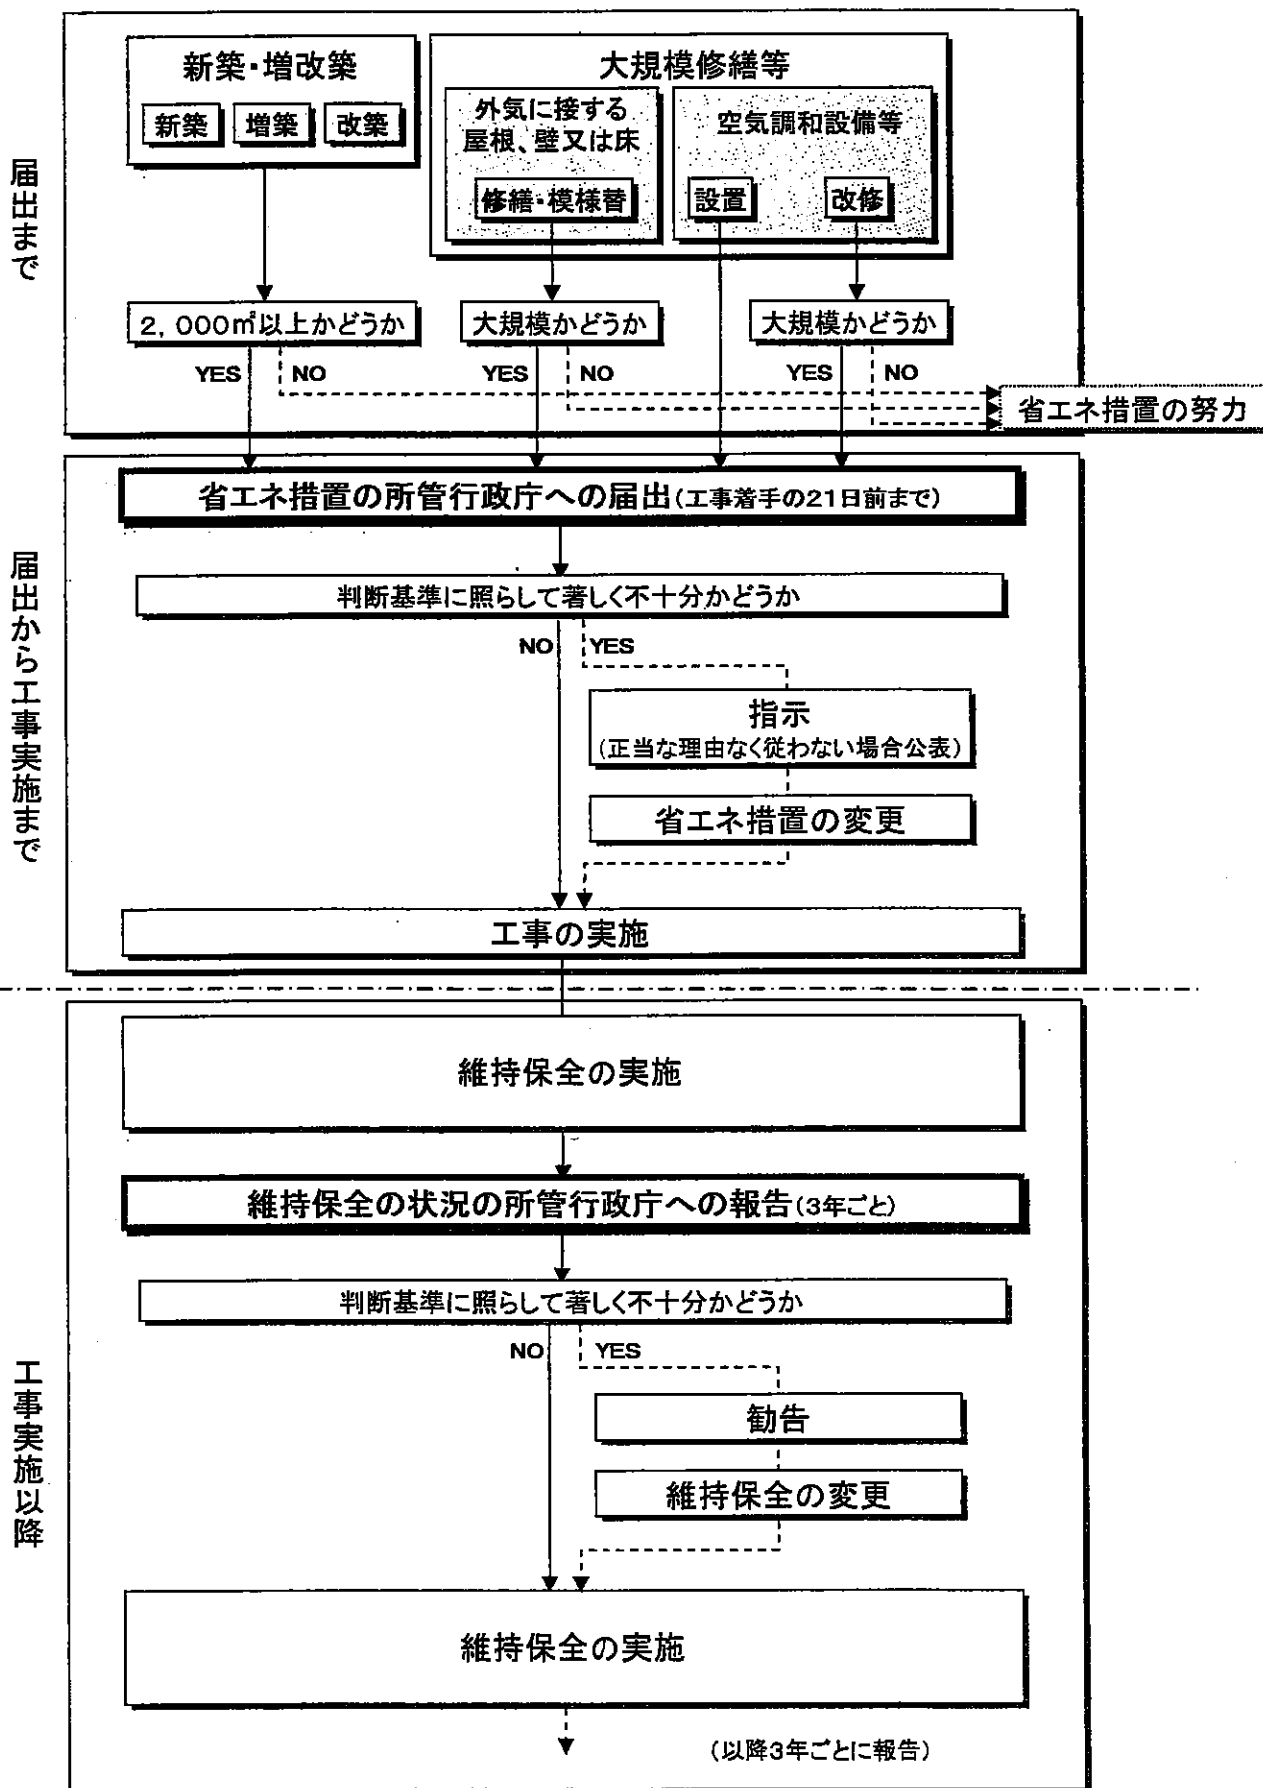 届出まで
新築・増改築
新築
増築
改築
大規模修繕等
外気に接する
屋根、壁又は床
修繕・模様替
空気調和設備等
設置
改修
2,000㎡以上かどうか
大規模かどうか
大規模かどうか
YES
NO
YES
NO
YES
NO
省エネ措置の努力
届出から工事実施まで
省エネ措置の所管行政庁への届出(工事着手の21日前まで)
判断基準に照らして著しく不十分かどうか
NO
YES
指示
(正当な理由なく従わない場合公表)
省エネ措置の変更
工事の実施
工事実施以降
維持保全の実施
維持保全の状況の所管行政庁への報告(3年ごと)
判断基準に照らして著しく不十分かどうか
NO
YES
勧告
維持保全の変更
維持保全の実施
(以降3年ごとに報告)